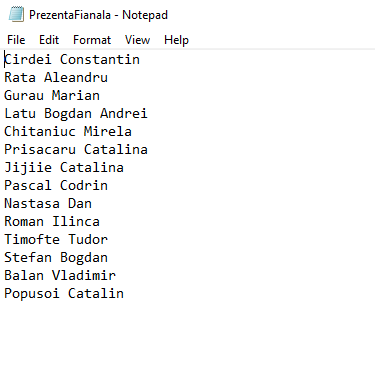 PrezentaFianala - Notepad
File Edit Format View Help
Cirdei Constantin
Rata Aleandru
Gurau Marian
Latu Bogdan Andrei
Chitaniuc Mirela
Prisacaru Catalina
Jijiie Catalina
Pascal Codrin
Nastasa Dan
Roman Ilinca
Timofte Tudor
Stefan Bogdan
Balan Vladimir
Popusoi Catalin